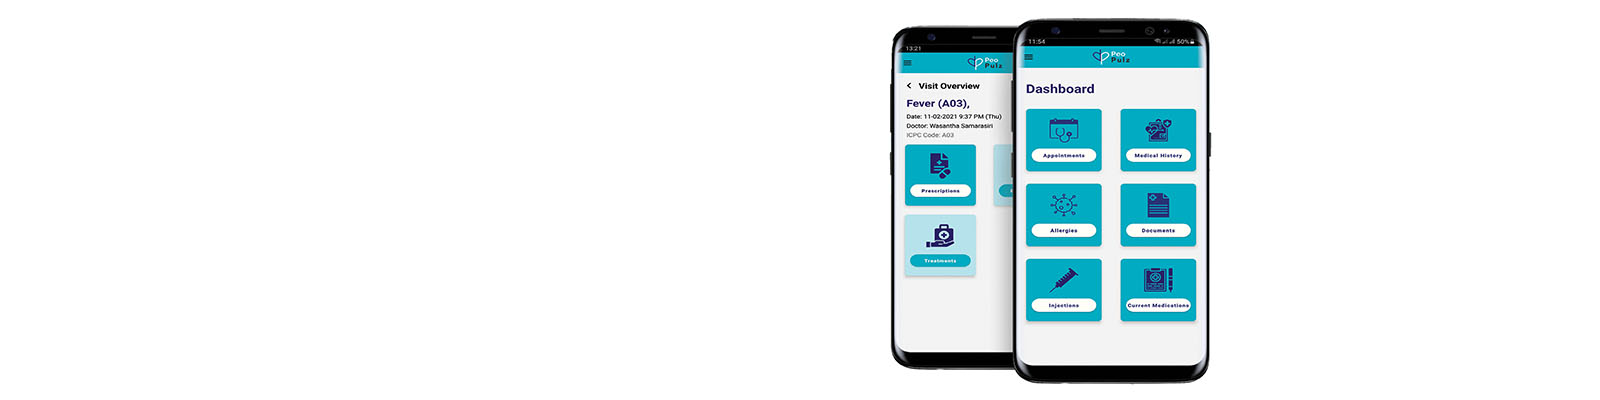 13:21
Peo
Pulz
Visit Overview
Fever (A03),
Date: 11-02-2021 9:37 PM (Thu)
Doctor: Wasantha Samarasiri
ICPC Code: A03
Prescriptions
Treatments
11:54
50%
Peo
Pulz
Dashboard
Appointments
Medical History
Allergies
Documents
Injections
Current Medications